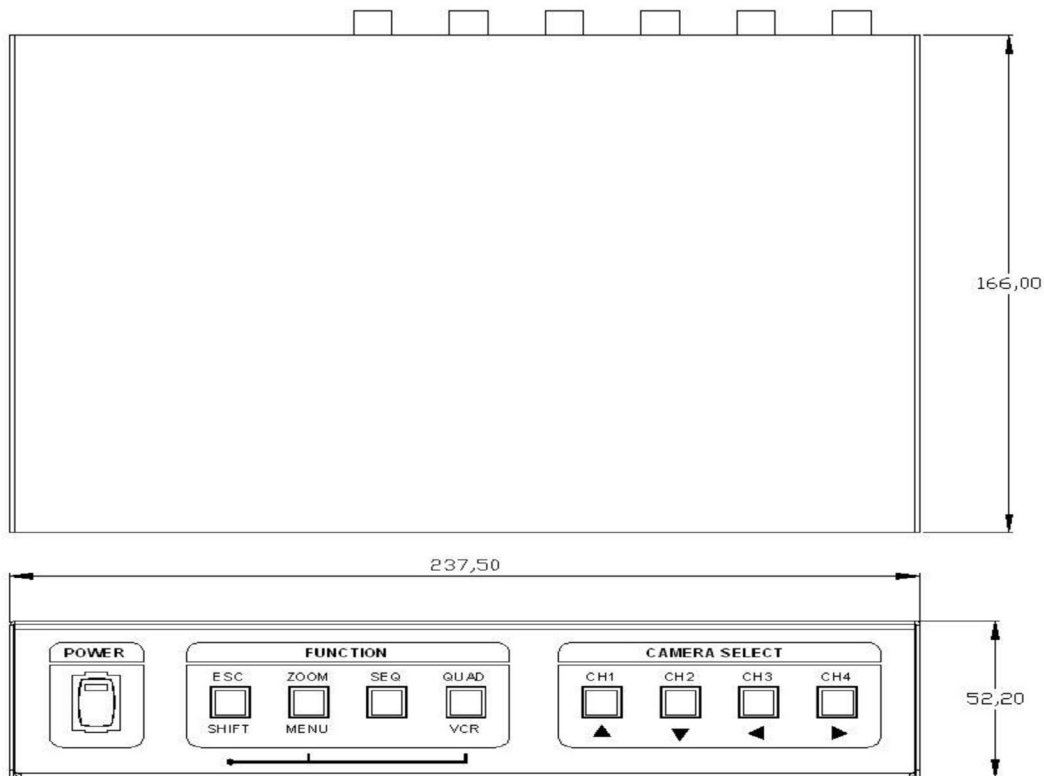 166,00
237,50
POWER
FUNCTION
CAMERA SELECT
ESC ZOOM SEQ QUAD
CH1 CH2 CH3 CH4
52,20
SHIFT MENU VCR